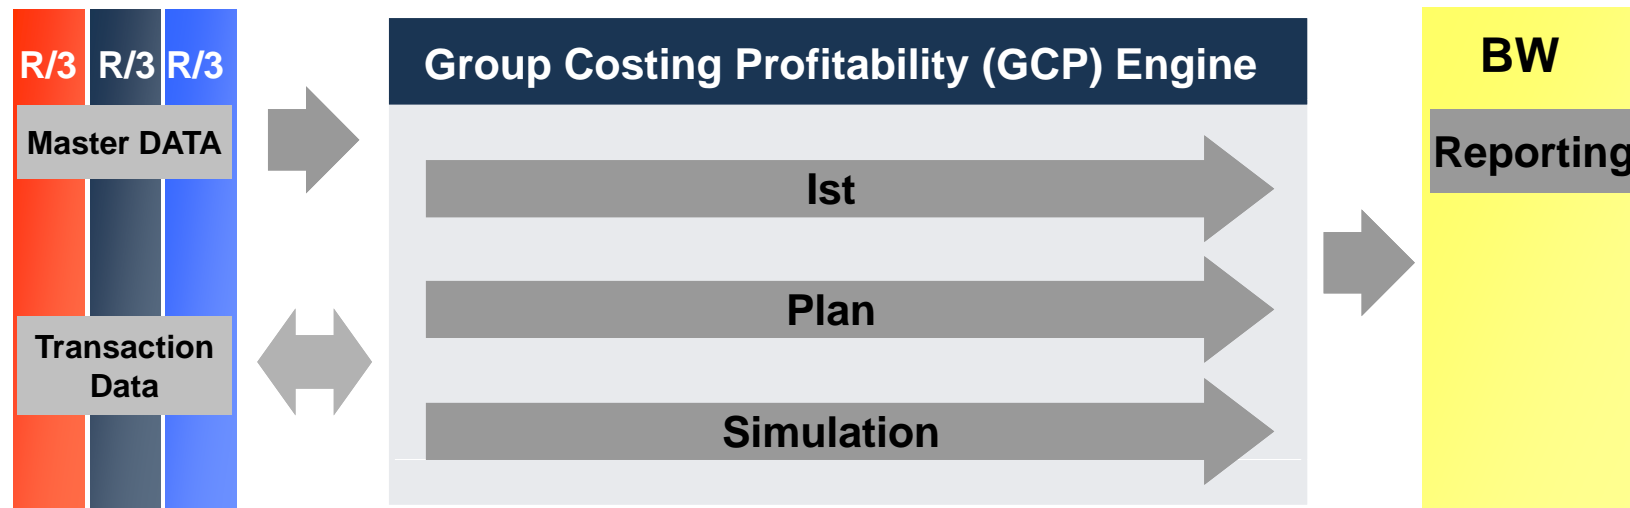 R/3 R/3 R/3
Master DATA
Transaction
Data
Group Costing Profitability (GCP) Engine
Ist
Plan
Simulation
BW
Reporting